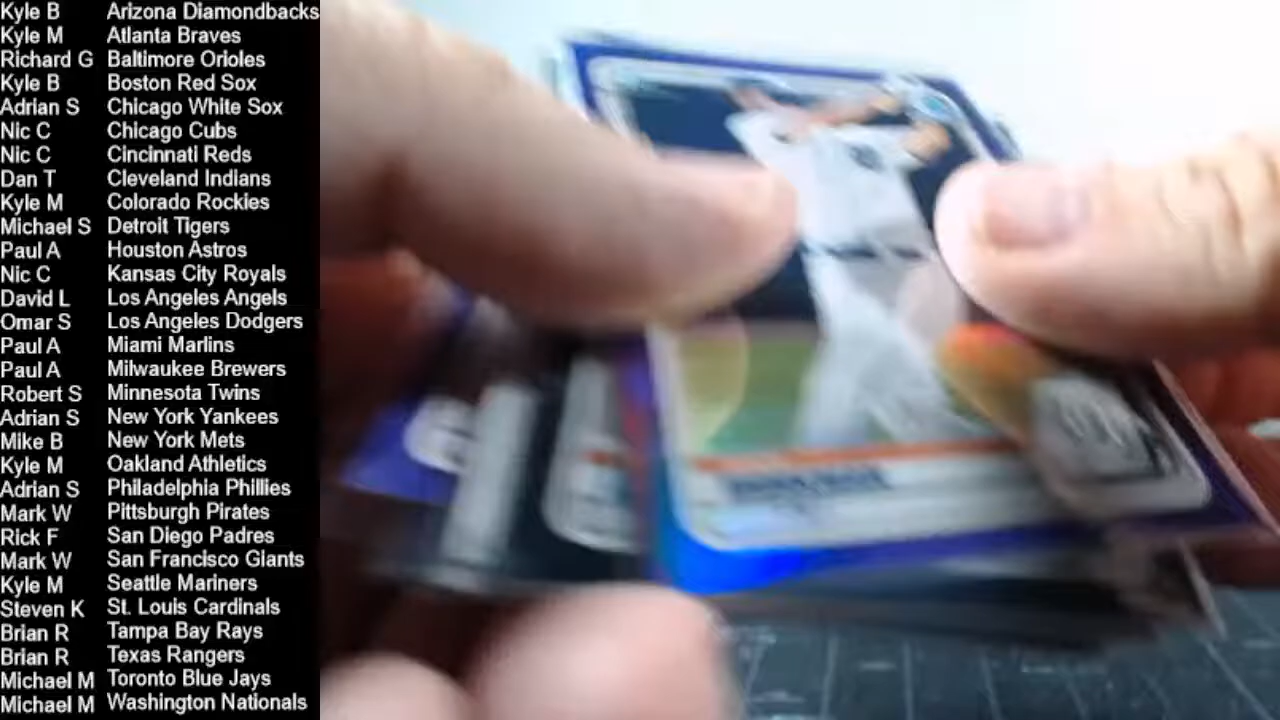 Kyle B Arizona Diamondbacks
Kyle M Atlanta Braves
Richard G Baltimore Orioles
Kyle B Boston Red Sox
Adrian S Chicago White Sox
Nic C Chicago Cubs
Nic C Cincinnati Reds
Dan T Cleveland Indians
Kyle M Colorado Rockies
Michael S Detroit Tigers
Paul A Houston Astros
Nic C Kansas City Royals
David L Los Angeles Angels
Omar S Los Angeles Dodgers
Paul A Miami Marlins
Paul A Milwaukee Brewers
Robert S Minnesota Twins
Adrian S New York Yankees
Mike B New York Mets
Kyle M Oakland Athletics
Adrian S Philadelphia Phillies
Mark W Pittsburgh Pirates
Rick F San Diego Padres
Mark W San Francisco Giants
Kyle M Seattle Mariners
Steven K St. Louis Cardinals
Brian R Tampa Bay Rays
Brian R Texas Rangers
Michael M Toronto Blue Jays
Michael M Washington Nationals